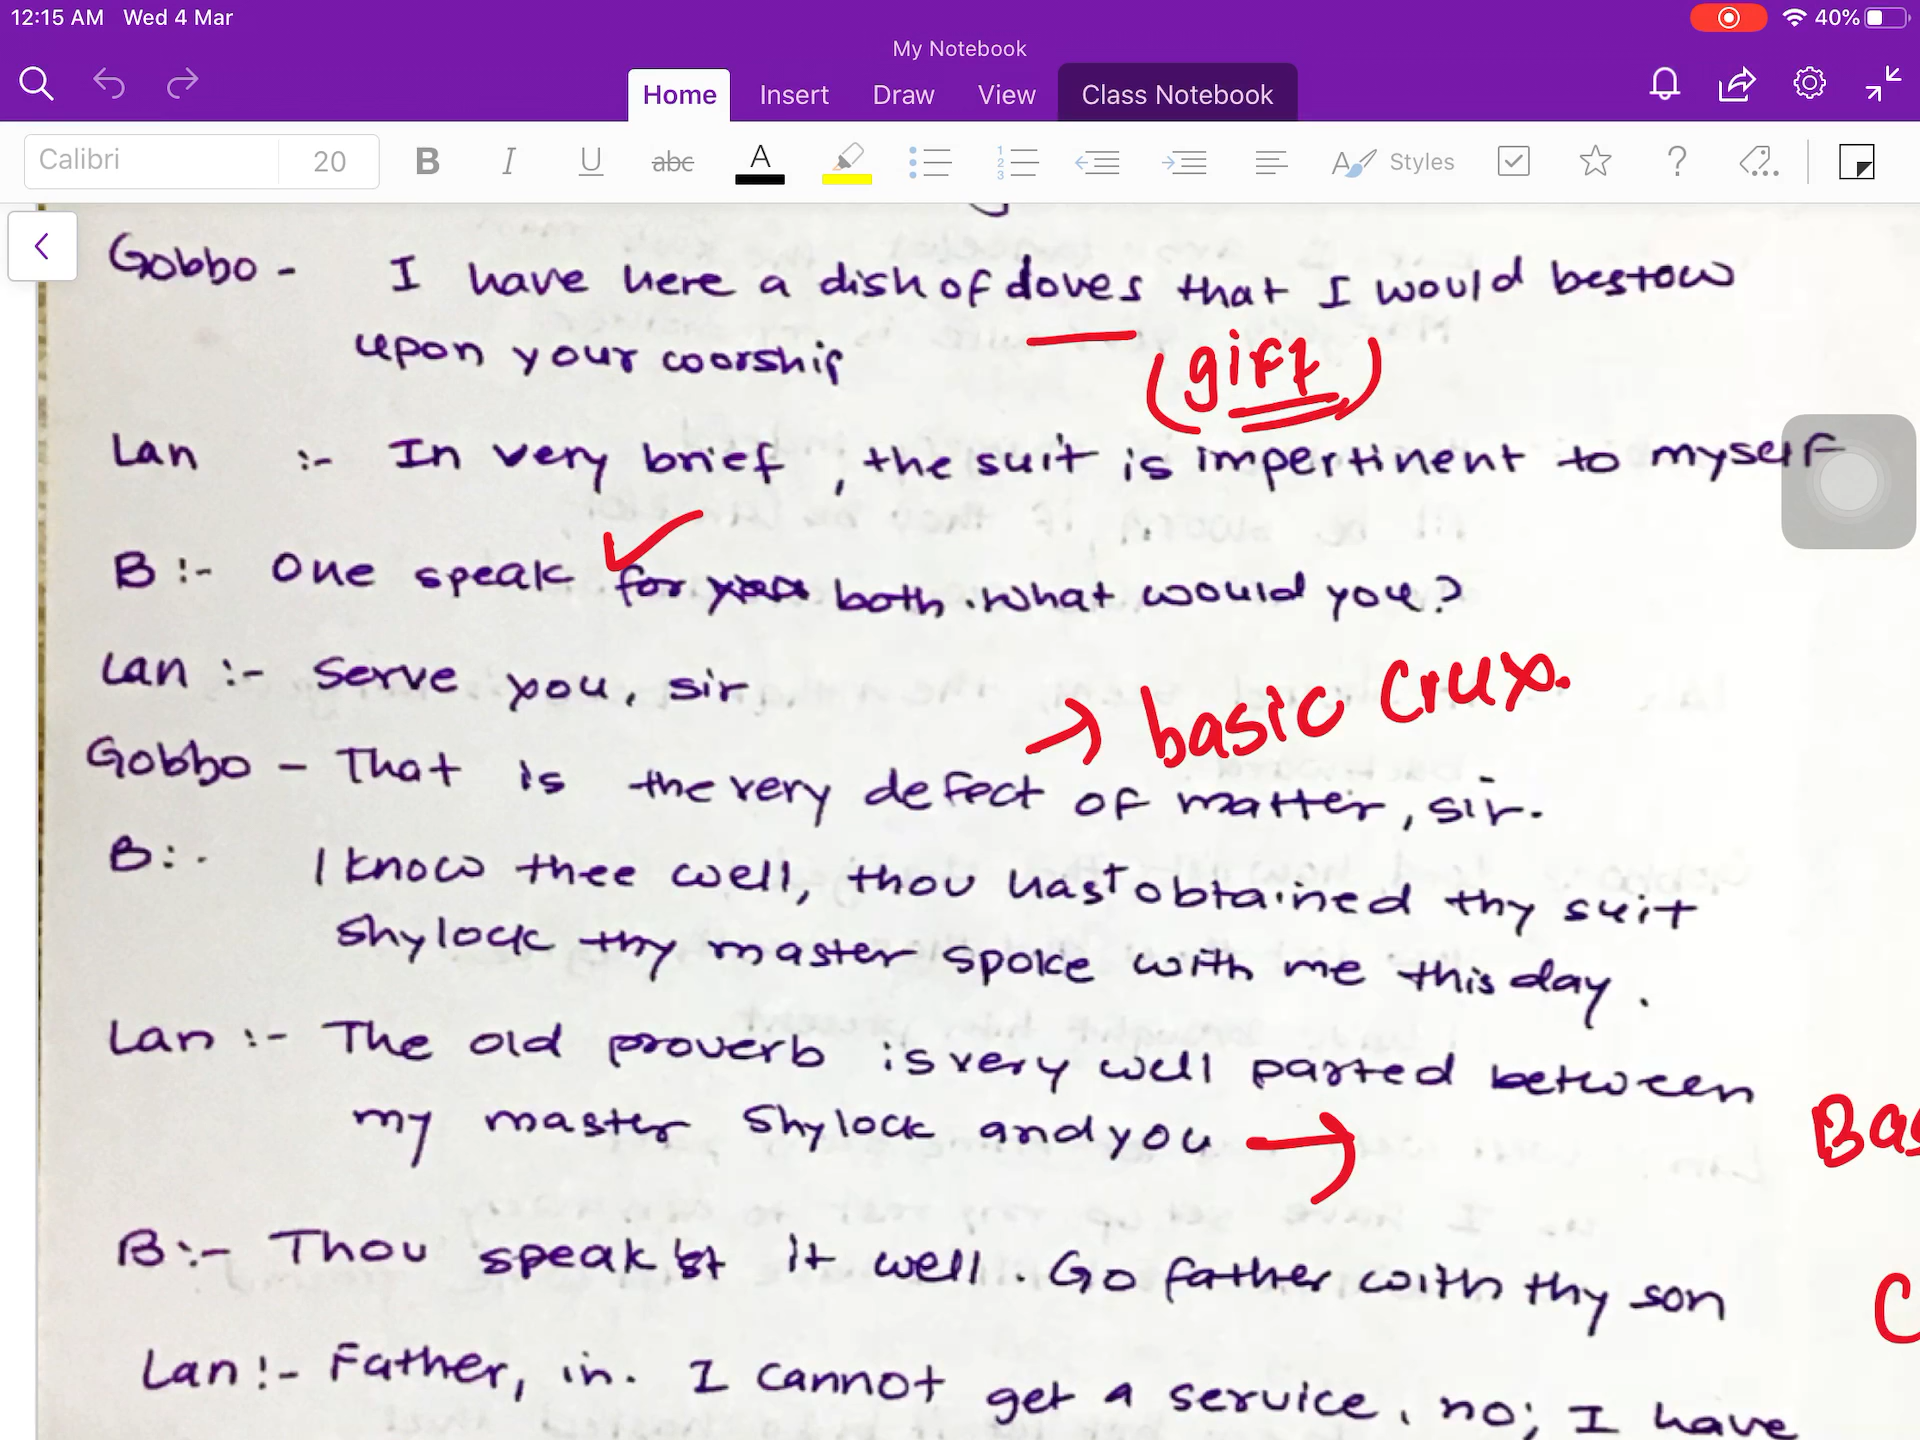 12:15 AM Wed 4 Mar
40%
My Notebook
Home Insert Draw View Class Notebook
Calibri 20 B I U abc A Styles ?
Gobbo - I have here a dish of doves that I would bestow
upon your worship
(gift)
Lan :- In very brief, the suit is impertinent to myself
B :- One speak for you both. What would you?
Lan :- Serve you, sir
→ basic crux.
Gobbo - That is the very defect of matter, sir.
B :- I know thee well, thou hast obtained thy suit
Shylock thy master spoke with me this day.
Lan :- The old proverb is very well parted between
my master Shylock and you →
Bas
B :- Thou speak'st it well. Go father with thy son
C
Lan :- Father, in. I cannot get a service, no; I have